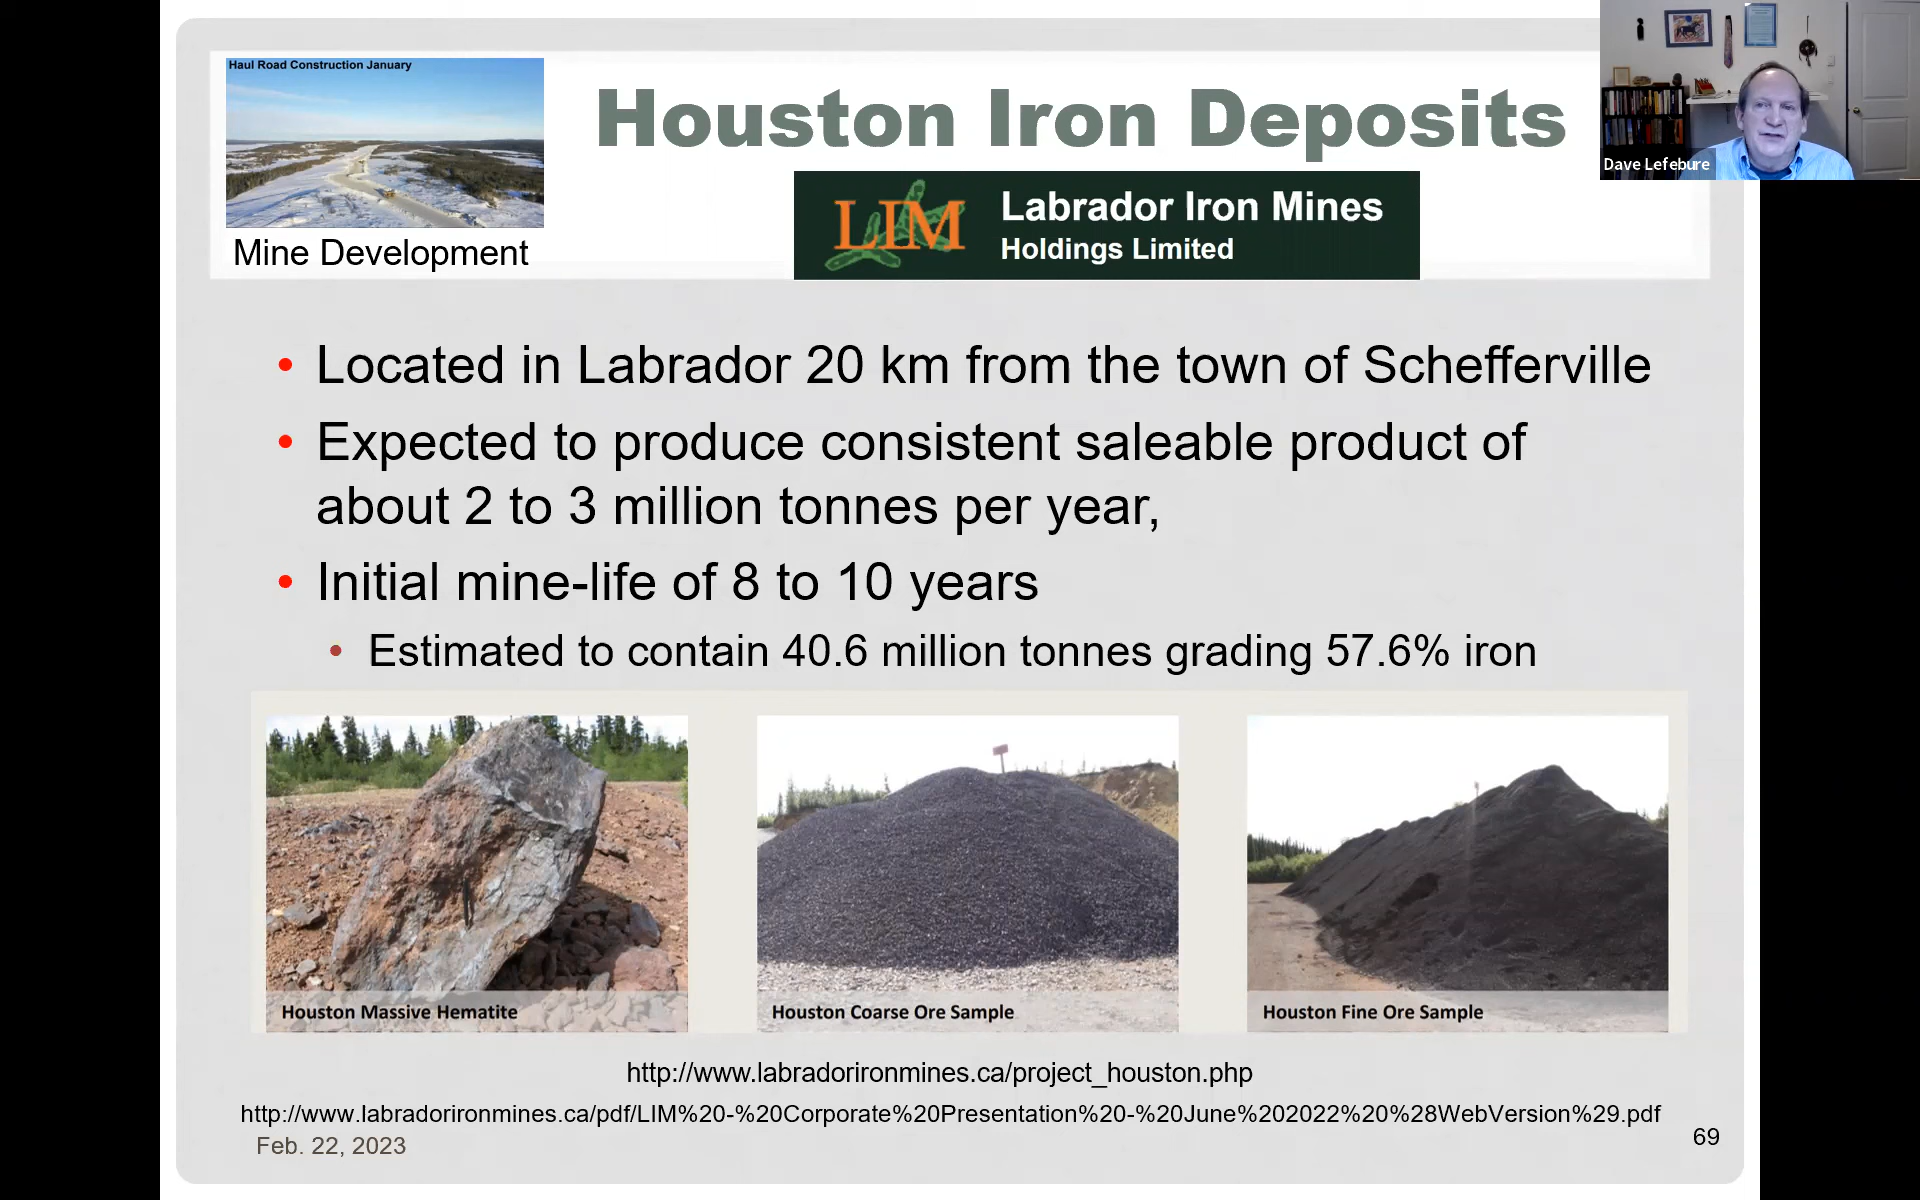 Haul Road Construction January
Mine Development
Houston Iron Deposits
LIM
Labrador Iron Mines
Holdings Limited
Dave Lefebure
• Located in Labrador 20 km from the town of Schefferville
• Expected to produce consistent saleable product of
about 2 to 3 million tonnes per year,
• Initial mine-life of 8 to 10 years
• Estimated to contain 40.6 million tonnes grading 57.6% iron
Houston Massive Hematite
Houston Coarse Ore Sample
Houston Fine Ore Sample
http://www.labradorironmines.ca/project_houston.php
http://www.labradorironmines.ca/pdf/LIM%20-%20Corporate%20Presentation%20-%20June%202022%20%28WebVersion%29.pdf
Feb. 22, 2023
69